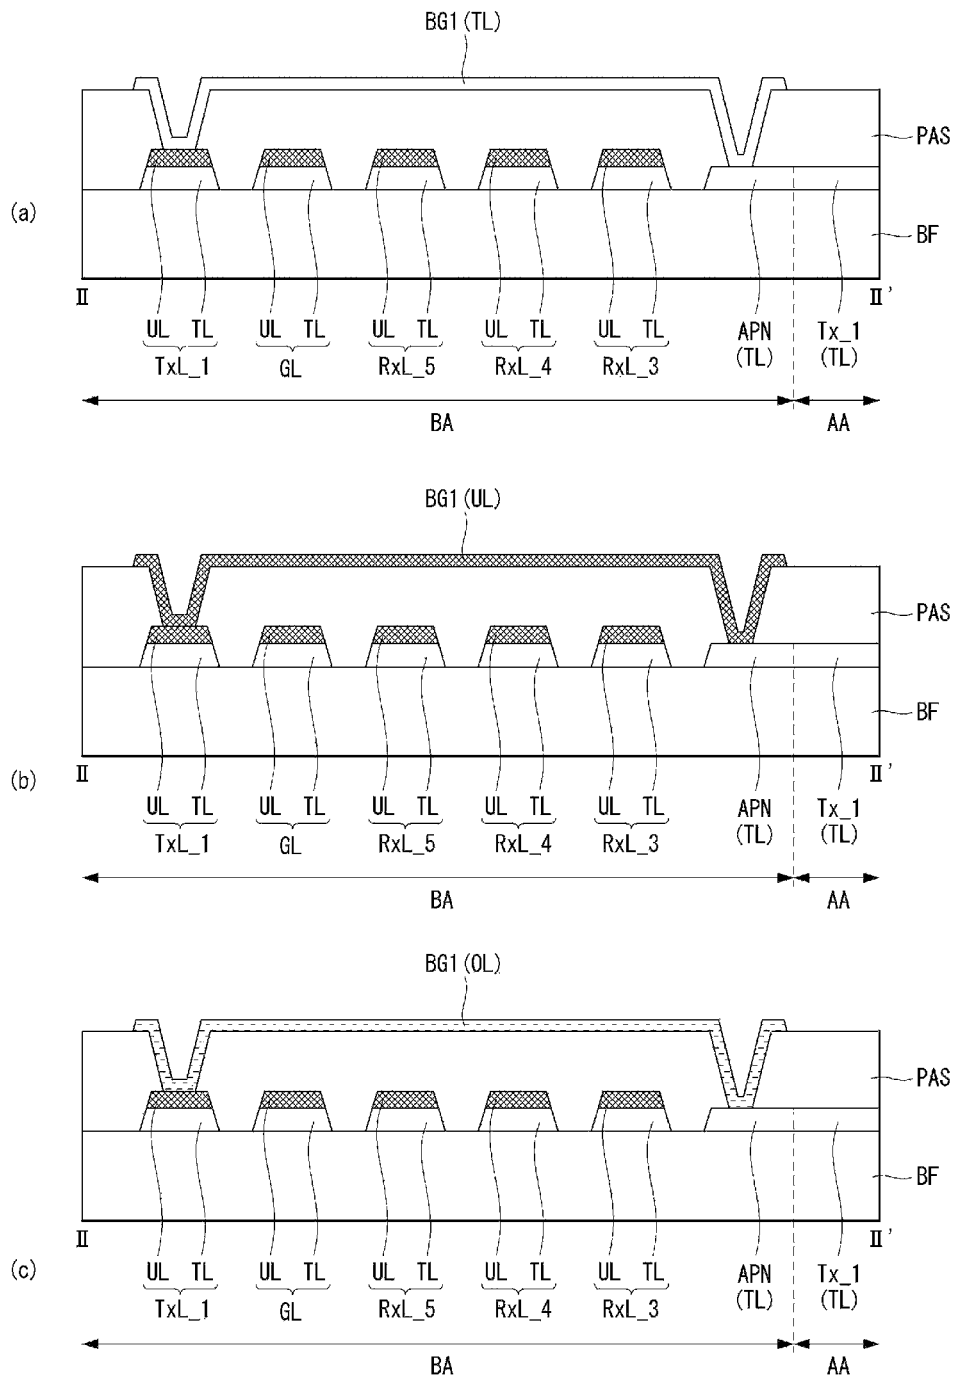 BG1(TL)
PAS
(a)
BF
II II'
UL TL UL TL UL TL UL TL UL TL APN Tx_1
(TL) (TL)
TxL_1 GL RxL_5 RxL_4 RxL_3
BA AA
BG1(UL)
PAS
BF
(b)
II II'
UL TL UL TL UL TL UL TL UL TL APN Tx_1
(TL) (TL)
TxL_1 GL RxL_5 RxL_4 RxL_3
BA AA
BG1(OL)
PAS
BF
II II'
(c)
UL TL UL TL UL TL UL TL UL TL APN Tx_1
(TL) (TL)
TxL_1 GL RxL_5 RxL_4 RxL_3
BA AA